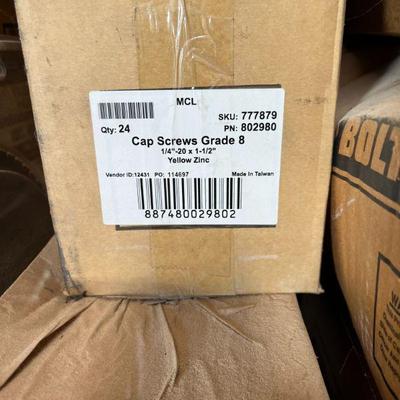 MCL
SKU: 777879
Qty: 24
PN: 802980
Cap Screws Grade 8
1/4"-20 x 1-1/2"
Yellow Zinc
Vendor ID:12431 PO: 114697 Made In Taiwan
887480029802
BOLT